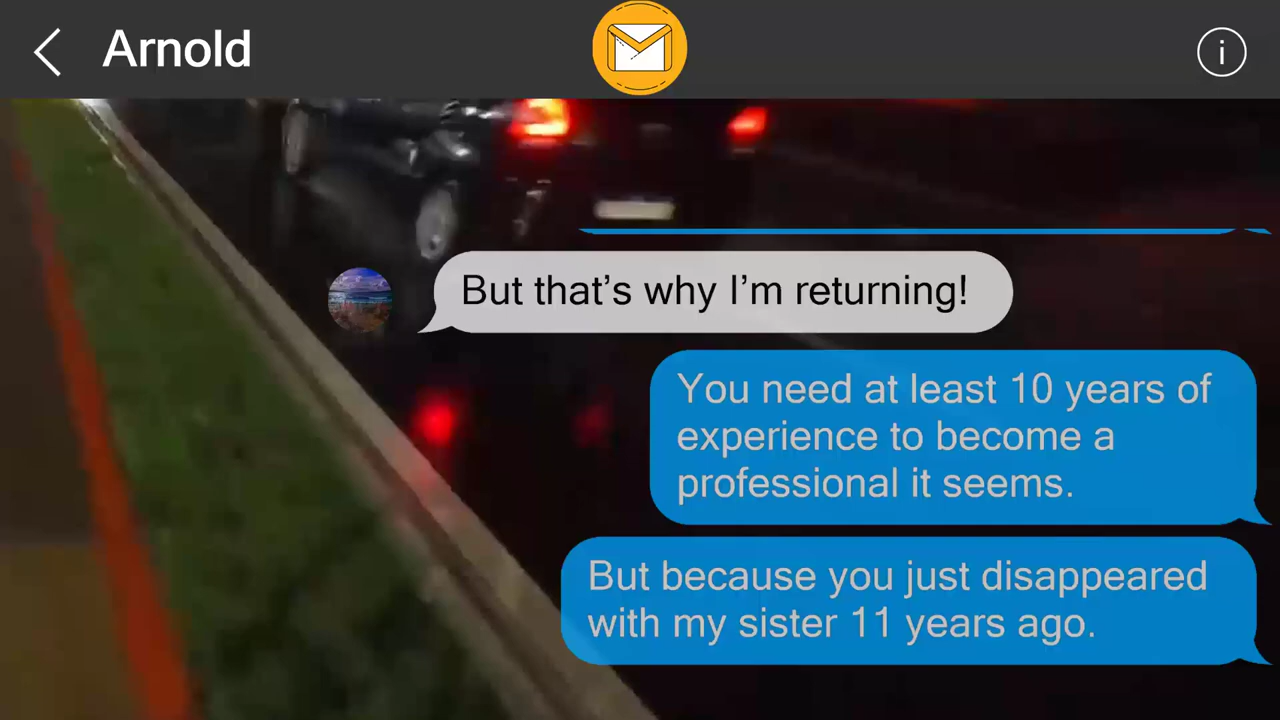 Arnold
i
But that’s why I’m returning!
You need at least 10 years of
experience to become a
professional it seems.
But because you just disappeared
with my sister 11 years ago.